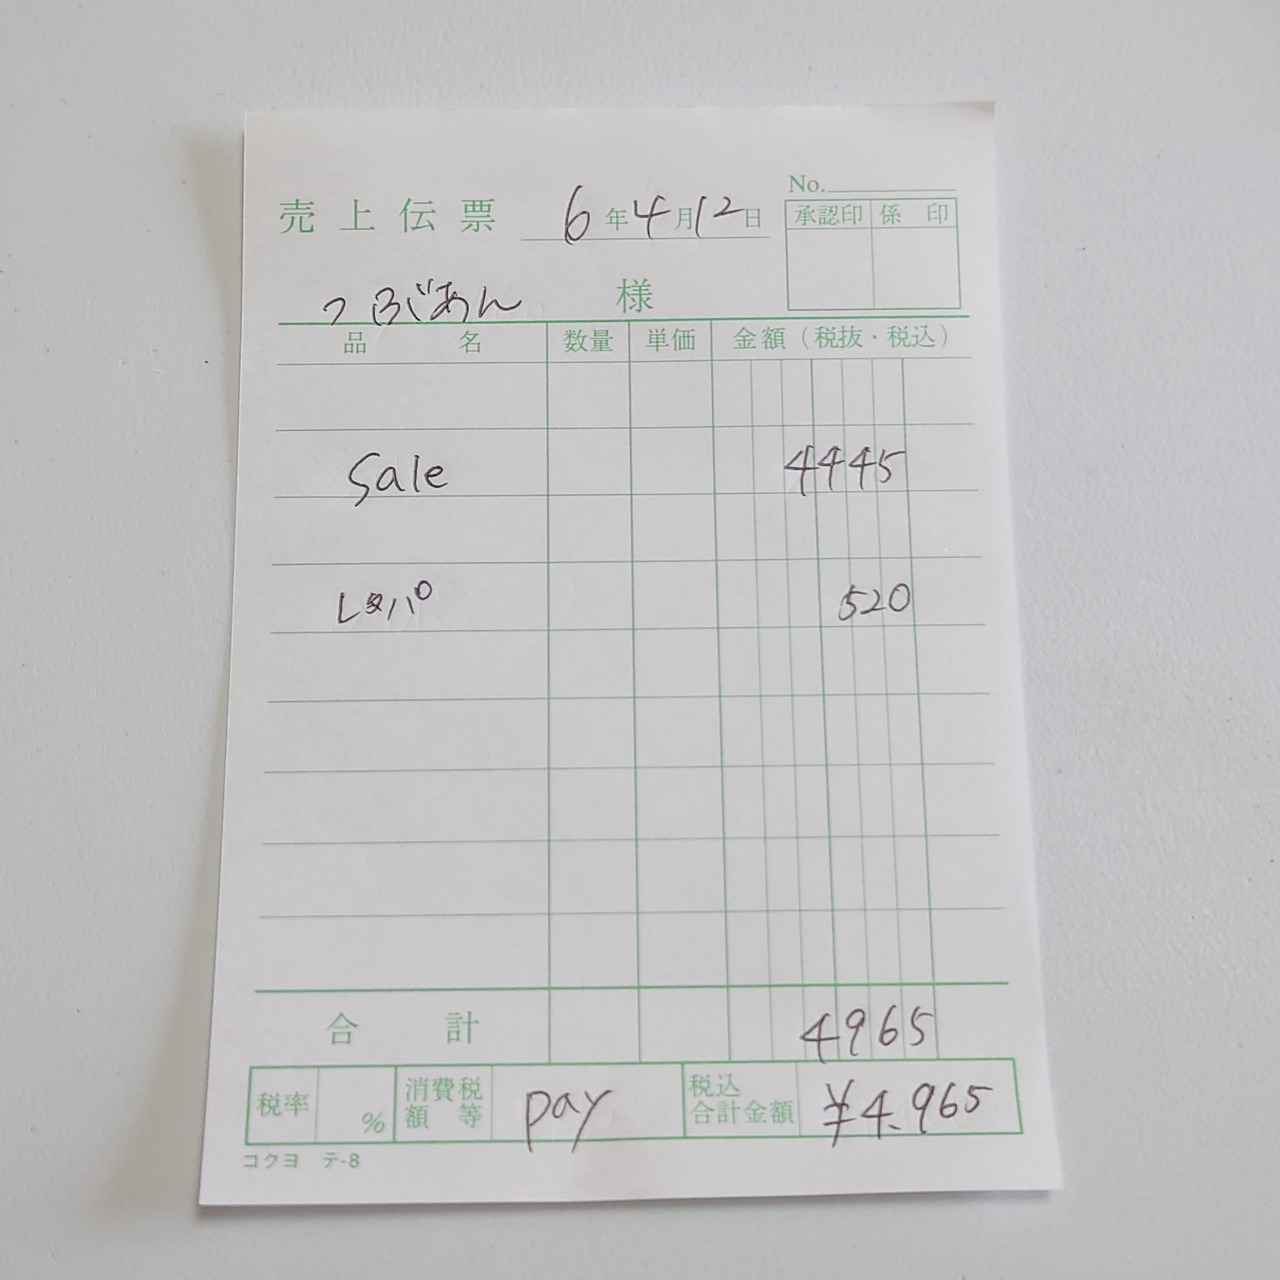 No.
売上伝票 6年4月12日
承認印 係印
つぶあん 様
品名 数量 単価 金額(税抜・税込)
Sale 4445
レタパ 520
合計 4965
税率 % 消費税額等 pay 税込合計金額 ¥4,965
コクヨ テ-8